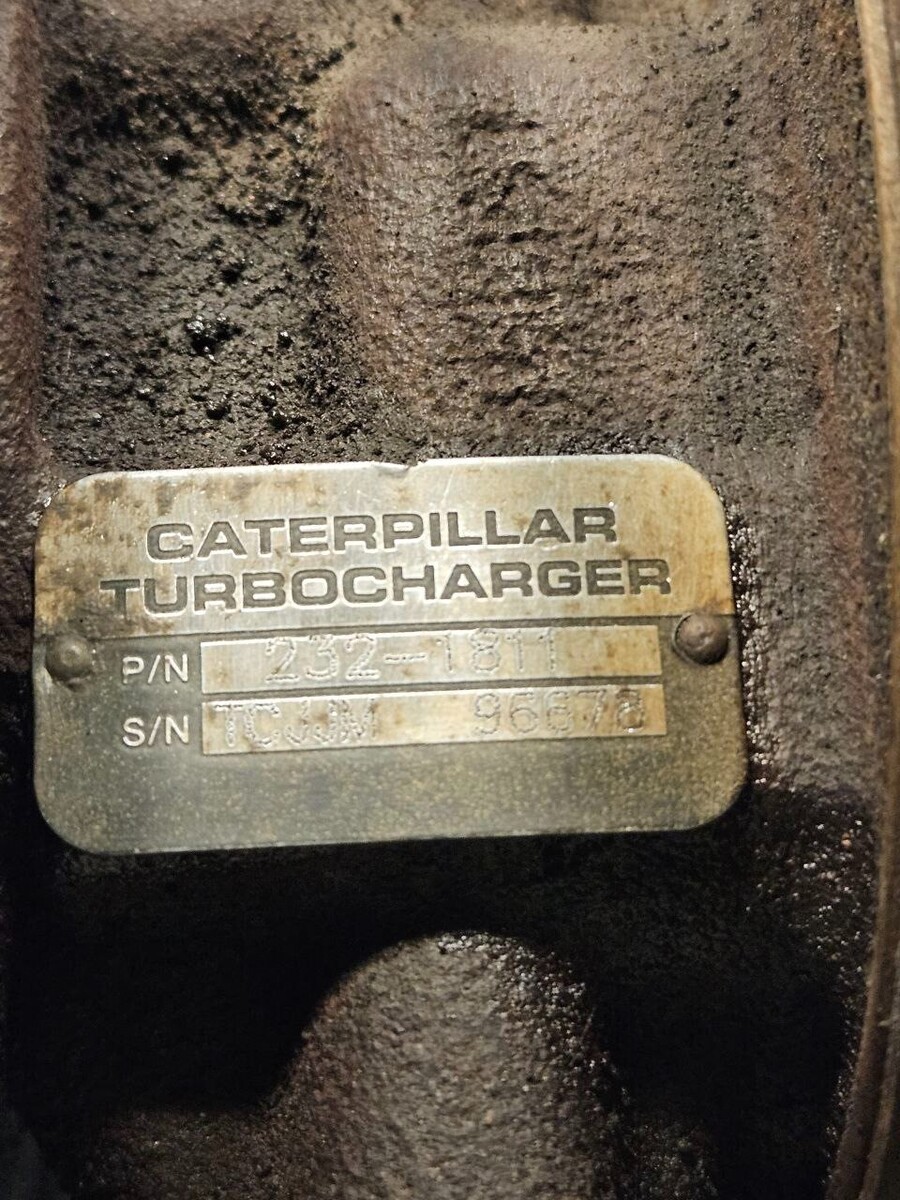 CATERPILLAR
TURBOCHARGER
P/N 232-1811
S/N TCJJM 96678